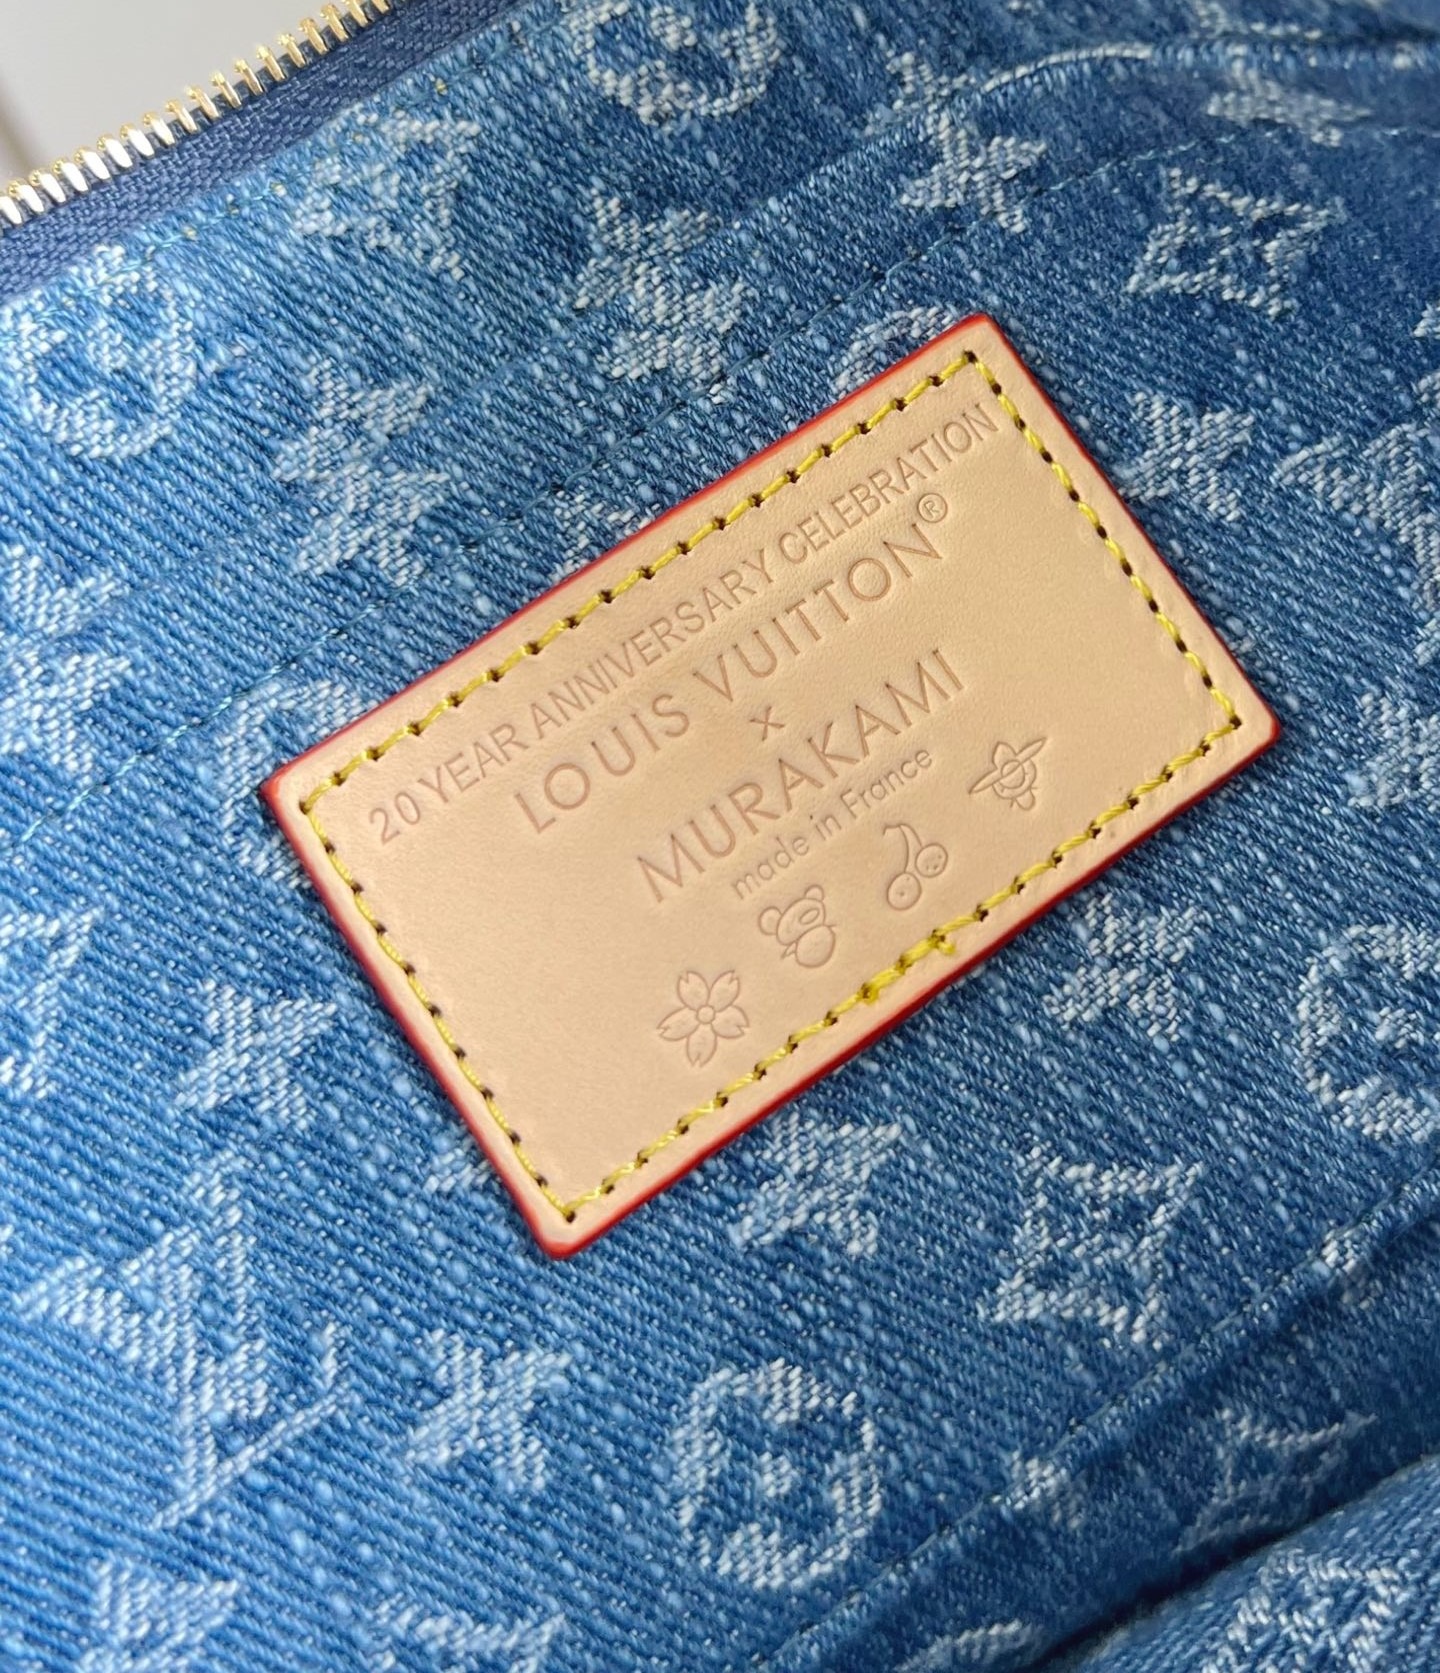 20 YEAR ANNIVERSARY CELEBRATION
LOUIS VUITTON®
×
MURAKAMI
made in France